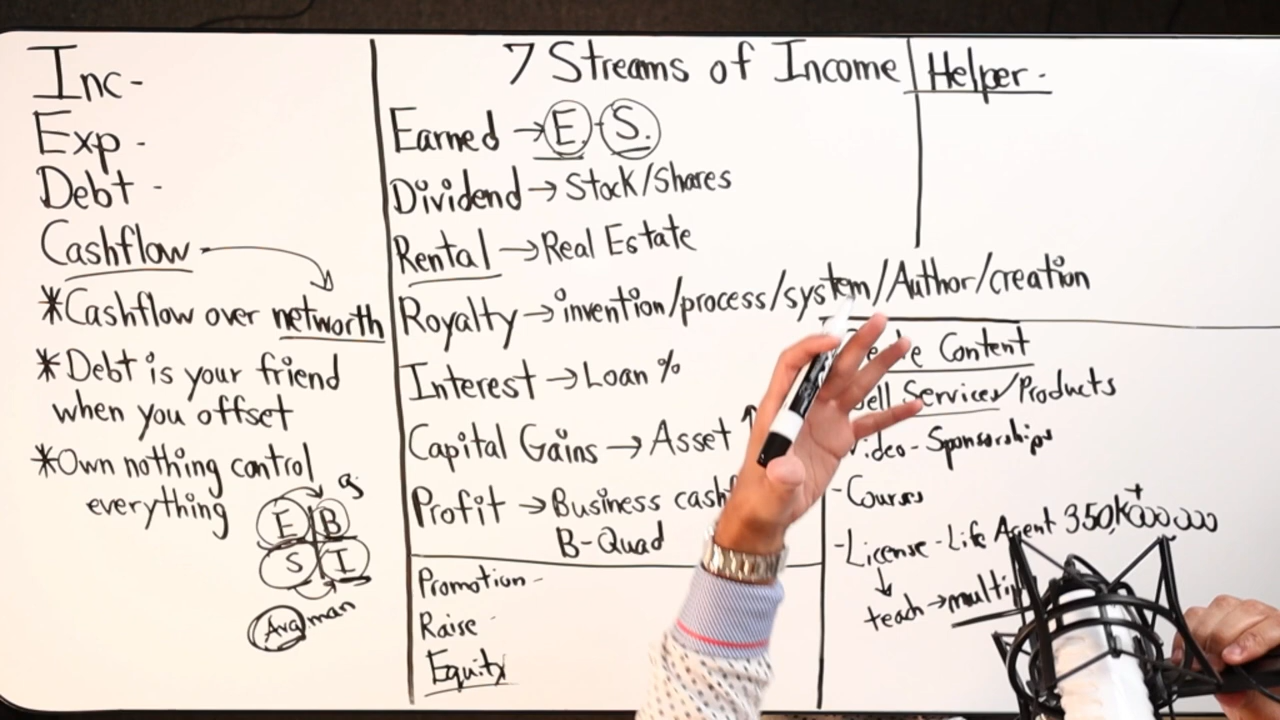 Inc-
Exp-
Debt-
Cashflow
*Cashflow over networth
*Debt is your friend
when you offset
*Own nothing control
everything
E B
S I
Avg man
7 Streams of Income
Earned → E. - S.
Dividend → Stock/Shares
Rental → Real Estate
Royalty → invention/process/system/Author/creation
Interest → Loan %
Capital Gains → Asset ↑
Profit → Business
B-Quad
Promotion -
Raise -
Equity
Helper -
Content
Sell Services/Products
Video - Sponsorships
- Courses
- License - Life Agent 350K+
teach →